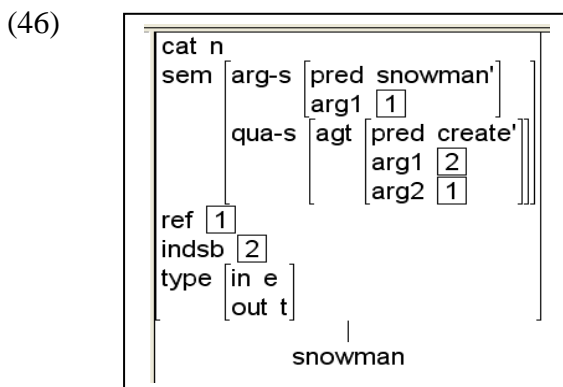 (46)
cat n
sem [arg-s [pred snowman'
arg1 1]
qua-s [agt [pred create'
arg1 2
arg2 1]]]
ref 1
indsb 2
type [in e
out t]
snowman